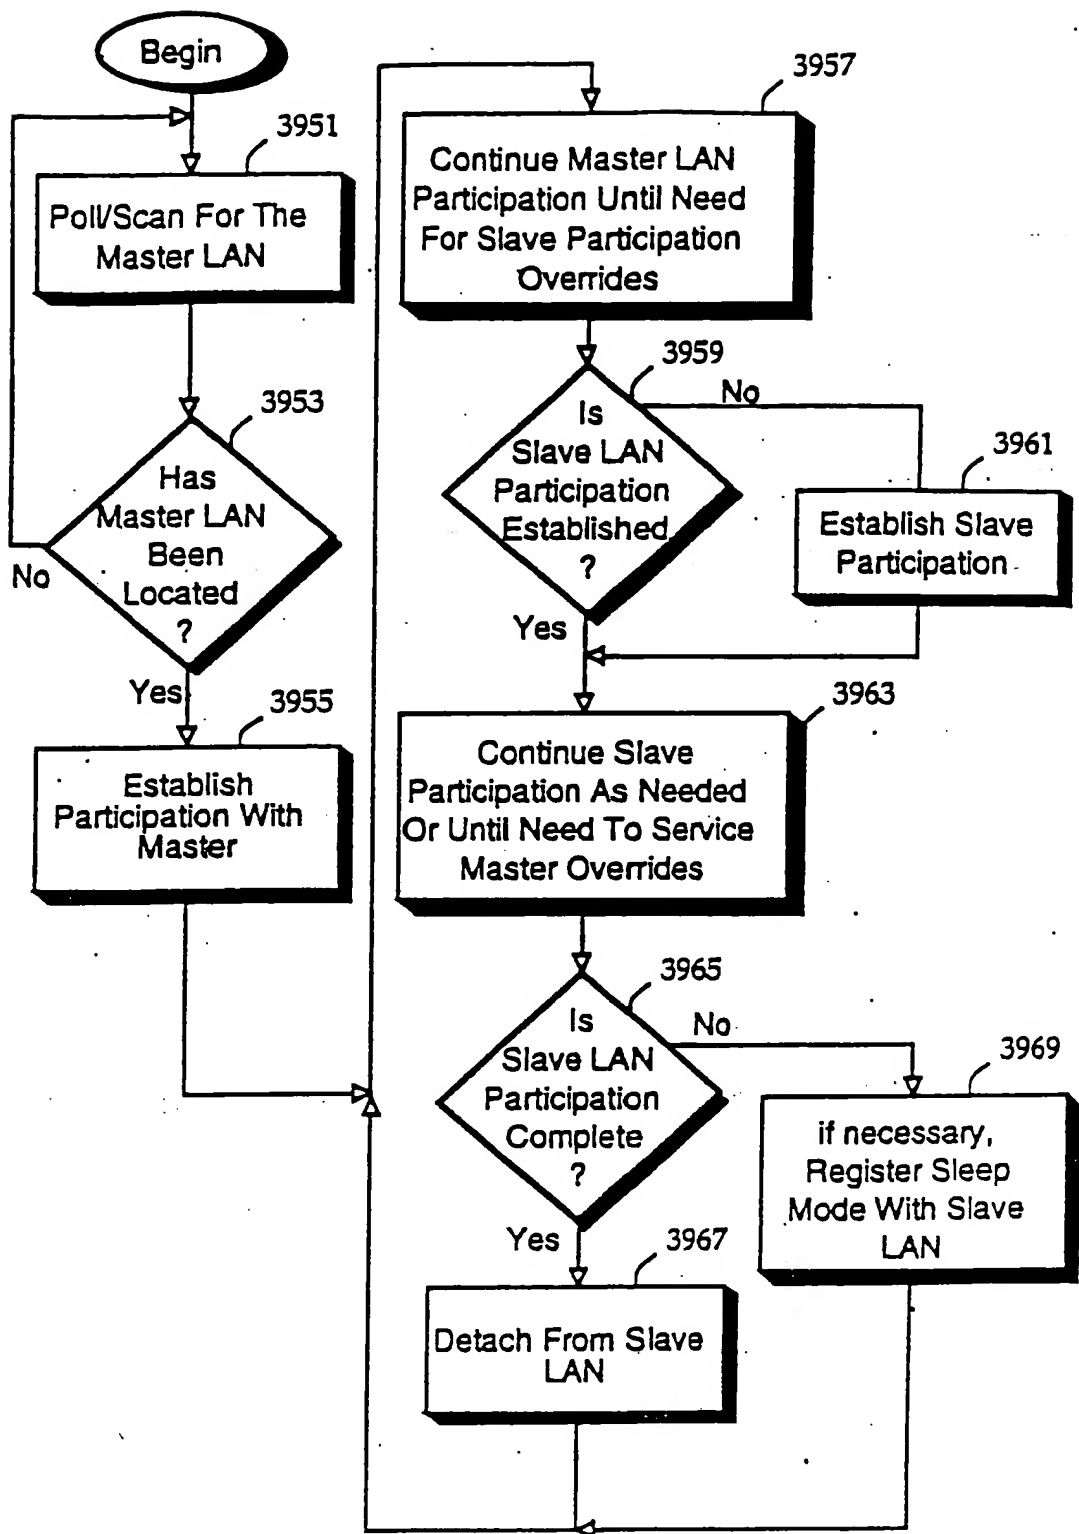 Begin
3951
Poll/Scan For The
Master LAN
3953
Has
Master LAN
Been
Located
?
No
Yes
3955
Establish
Participation With
Master
3957
Continue Master LAN
Participation Until Need
For Slave Participation
Overrides
3959
Is
Slave LAN
Participation
Established
?
No
Yes
3961
Establish Slave
Participation
3963
Continue Slave
Participation As Needed
Or Until Need To Service
Master Overrides
3965
Is
Slave LAN
Participation
Complete
?
No
Yes
3969
if necessary,
Register Sleep
Mode With Slave
LAN
3967
Detach From Slave
LAN